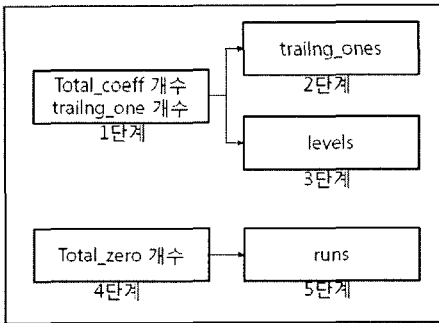 trailng_ones
2단계
Total_coeff 개수
trailng_one 개수
1단계
levels
3단계
Total_zero 개수
4단계
runs
5단계